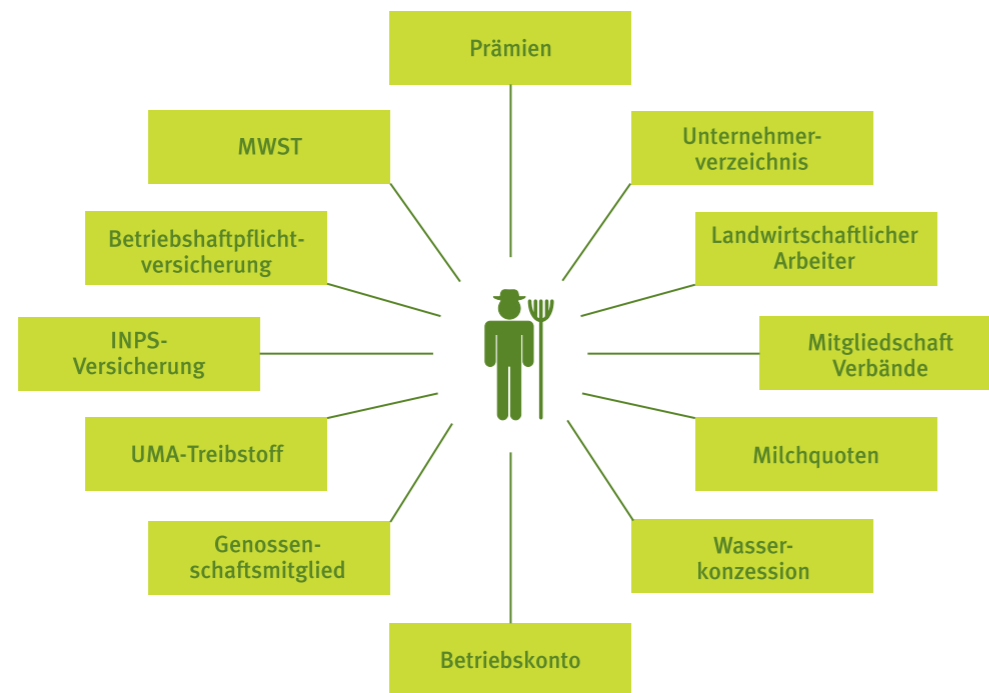 Prämien
MWST
Unternehmer-
verzeichnis
Betriebshaftpflicht-
versicherung
Landwirtschaftlicher
Arbeiter
INPS-
Versicherung
Mitgliedschaft
Verbände
UMA-Treibstoff
Milchquoten
Genossen-
schaftsmitglied
Wasser-
konzession
Betriebskonto